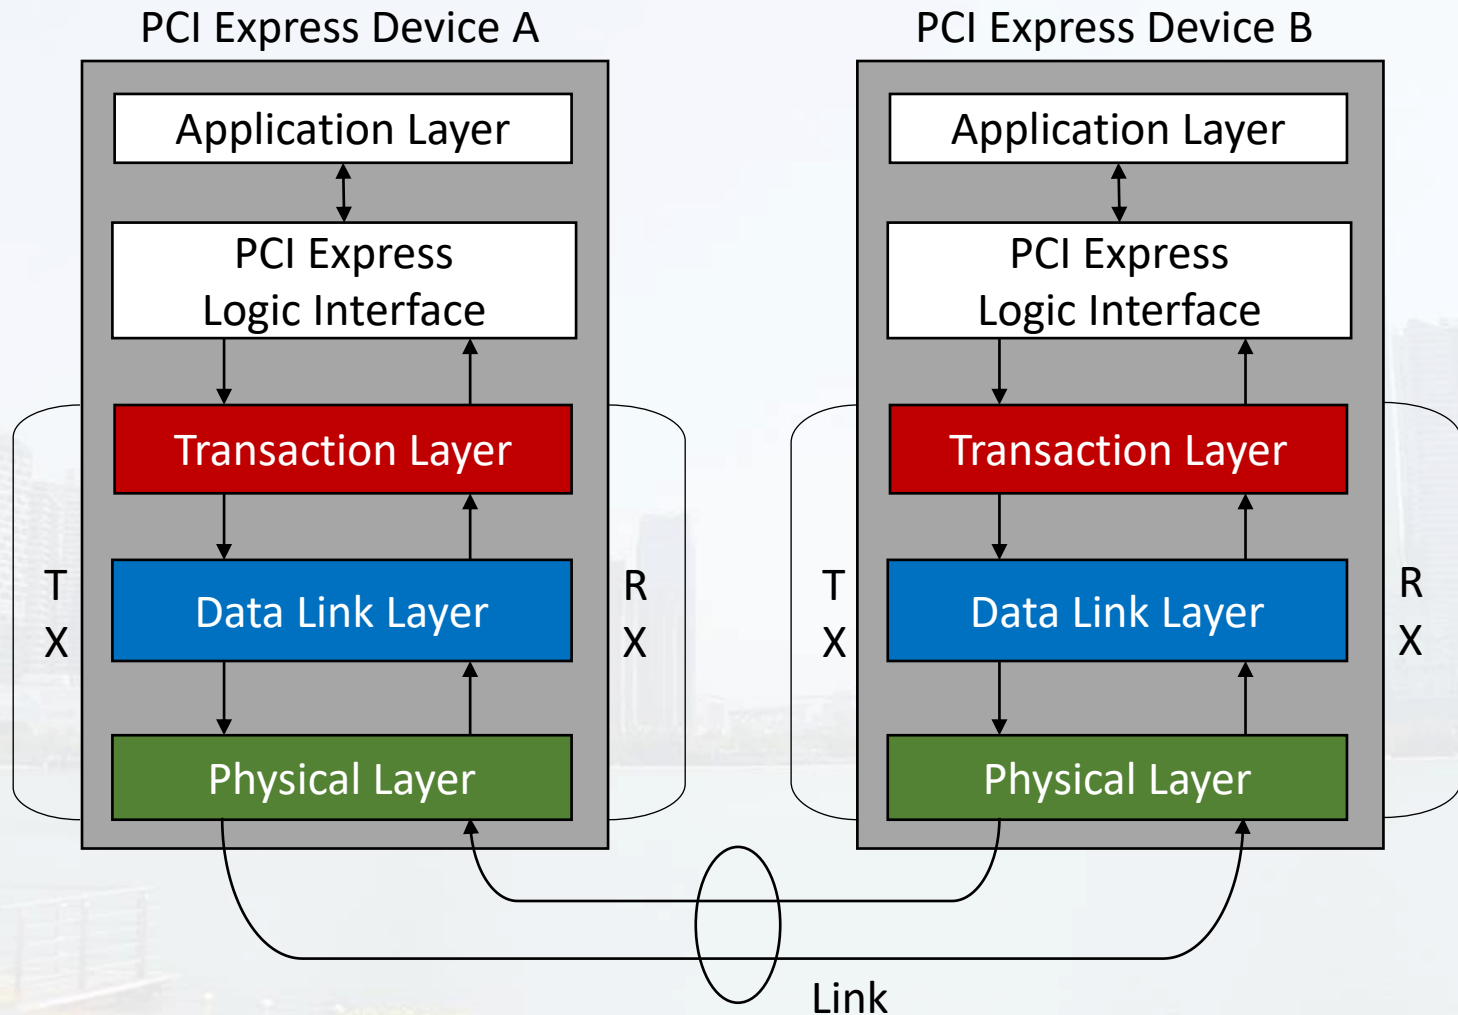 PCI Express Device A
Application Layer
PCI Express
Logic Interface
Transaction Layer
Data Link Layer
Physical Layer
T
X
R
X
PCI Express Device B
Application Layer
PCI Express
Logic Interface
Transaction Layer
Data Link Layer
Physical Layer
T
X
R
X
Link